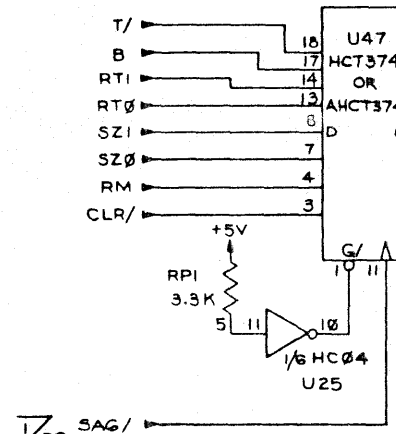 T/ 18 U47
B 17 HCT374
RT1 14 OR
RTØ 13 AHCT374
SZ1 8 D
SZØ 7
RM 4
CLR/ 3
+5V G/
1 11
RP1
3.3K
5 11 10
1/6 HCØ4
U25
SAG/